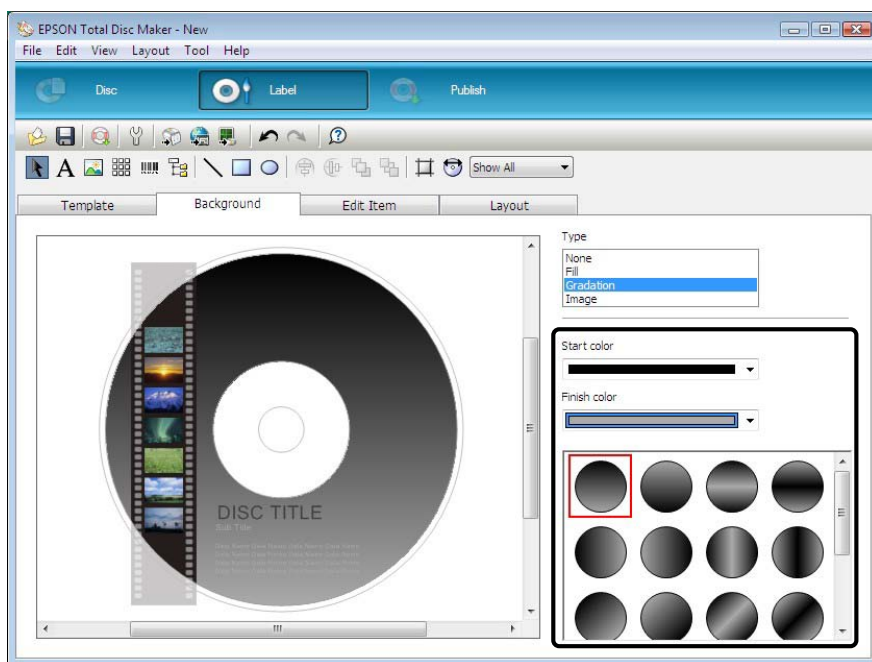 EPSON Total Disc Maker - New
File Edit View Layout Tool Help
Disc Label Publish
Show All
Template Background Edit Item Layout
Type
None
Fill
Gradation
Image
Start color
Finish color
DISC TITLE
Sub Title